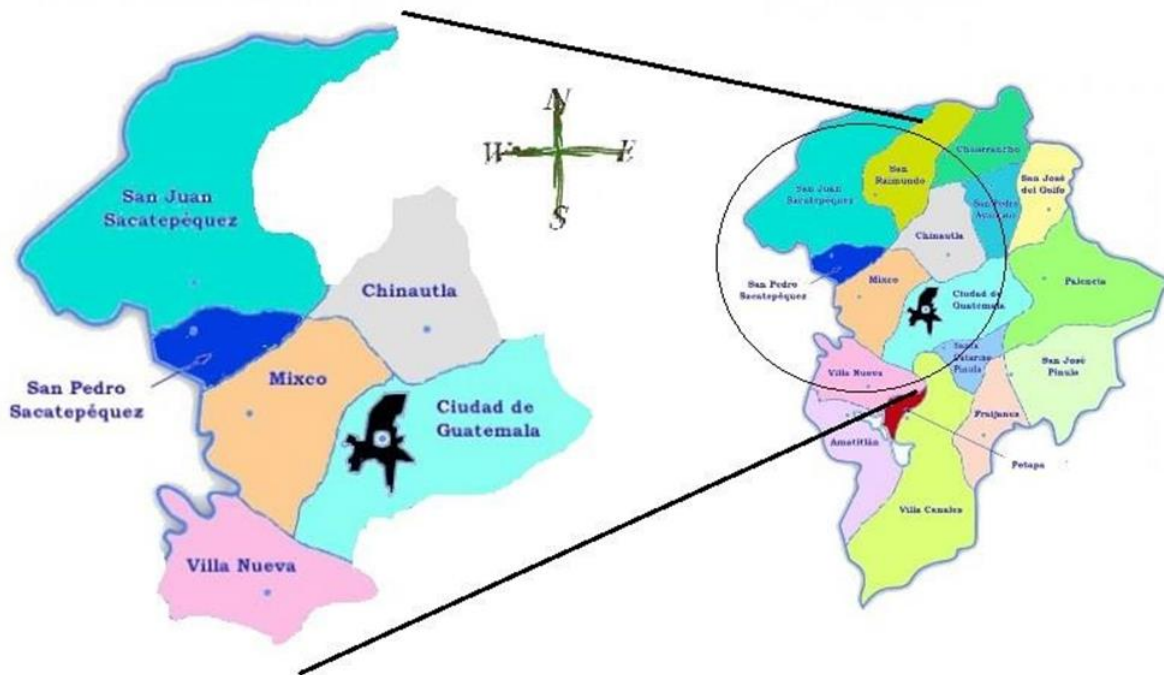 N
W E
S
San Juan
Sacatepéquez
Chinautla
San Pedro
Sacatepéquez
Mixco
Ciudad de
Guatemala
Villa Nueva
Chuarrancho
San
Raimundo
San José
del Golfo
San Juan
Sacatepéquez
San Pedro
Chinautla
San Pedro
Sacatepéquez
Mixco
Ciudad de
Guatemala
Palencia
Santa
Catarina
Pinula
San José
Pinula
Villa Nueva
Fraijanes
Amatitlán
Petapa
Villa Canales